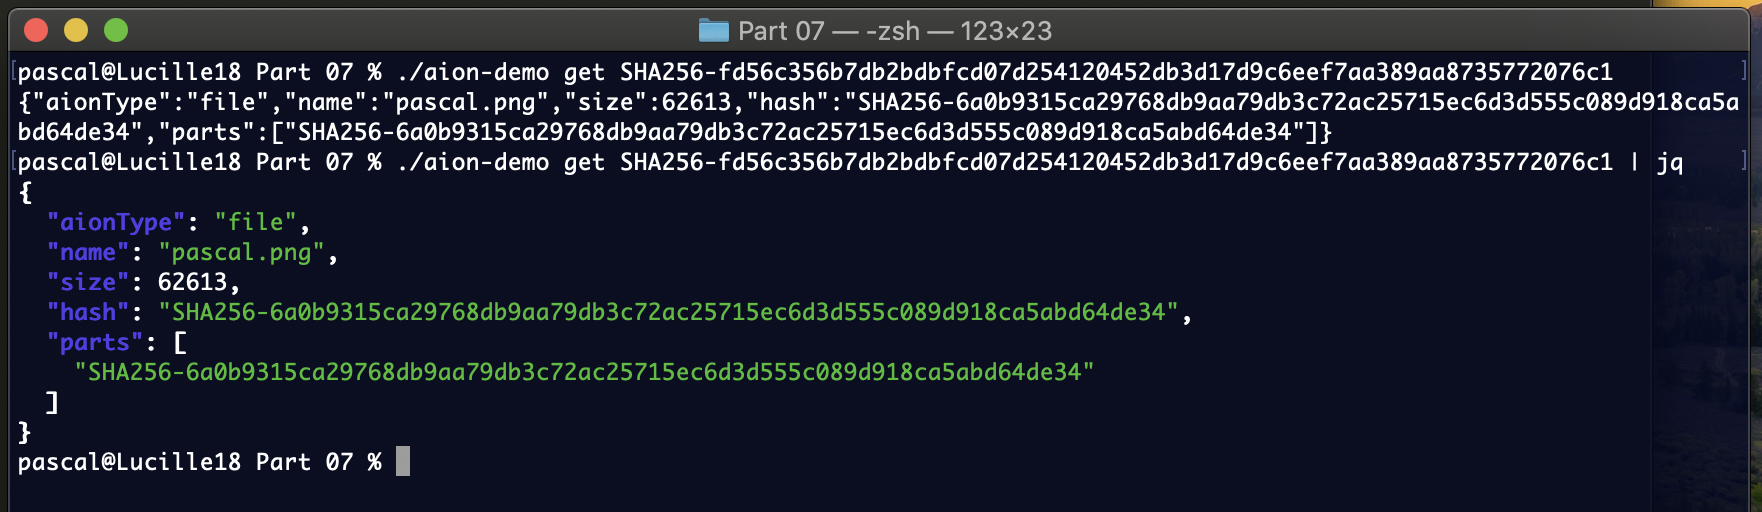 Part 07 — -zsh — 123×23
pascal@Lucille18 Part 07 % ./aion-demo get SHA256-fd56c356b7db2bdbfcd07d254120452db3d17d9c6eef7aa389aa8735772076c1
{"aionType":"file","name":"pascal.png","size":62613,"hash":"SHA256-6a0b9315ca29768db9aa79db3c72ac25715ec6d3d555c089d918ca5a
bd64de34","parts":["SHA256-6a0b9315ca29768db9aa79db3c72ac25715ec6d3d555c089d918ca5abd64de34"]}
pascal@Lucille18 Part 07 % ./aion-demo get SHA256-fd56c356b7db2bdbfcd07d254120452db3d17d9c6eef7aa389aa8735772076c1 | jq
{
  "aionType": "file",
  "name": "pascal.png",
  "size": 62613,
  "hash": "SHA256-6a0b9315ca29768db9aa79db3c72ac25715ec6d3d555c089d918ca5abd64de34",
  "parts": [
    "SHA256-6a0b9315ca29768db9aa79db3c72ac25715ec6d3d555c089d918ca5abd64de34"
  ]
}
pascal@Lucille18 Part 07 %